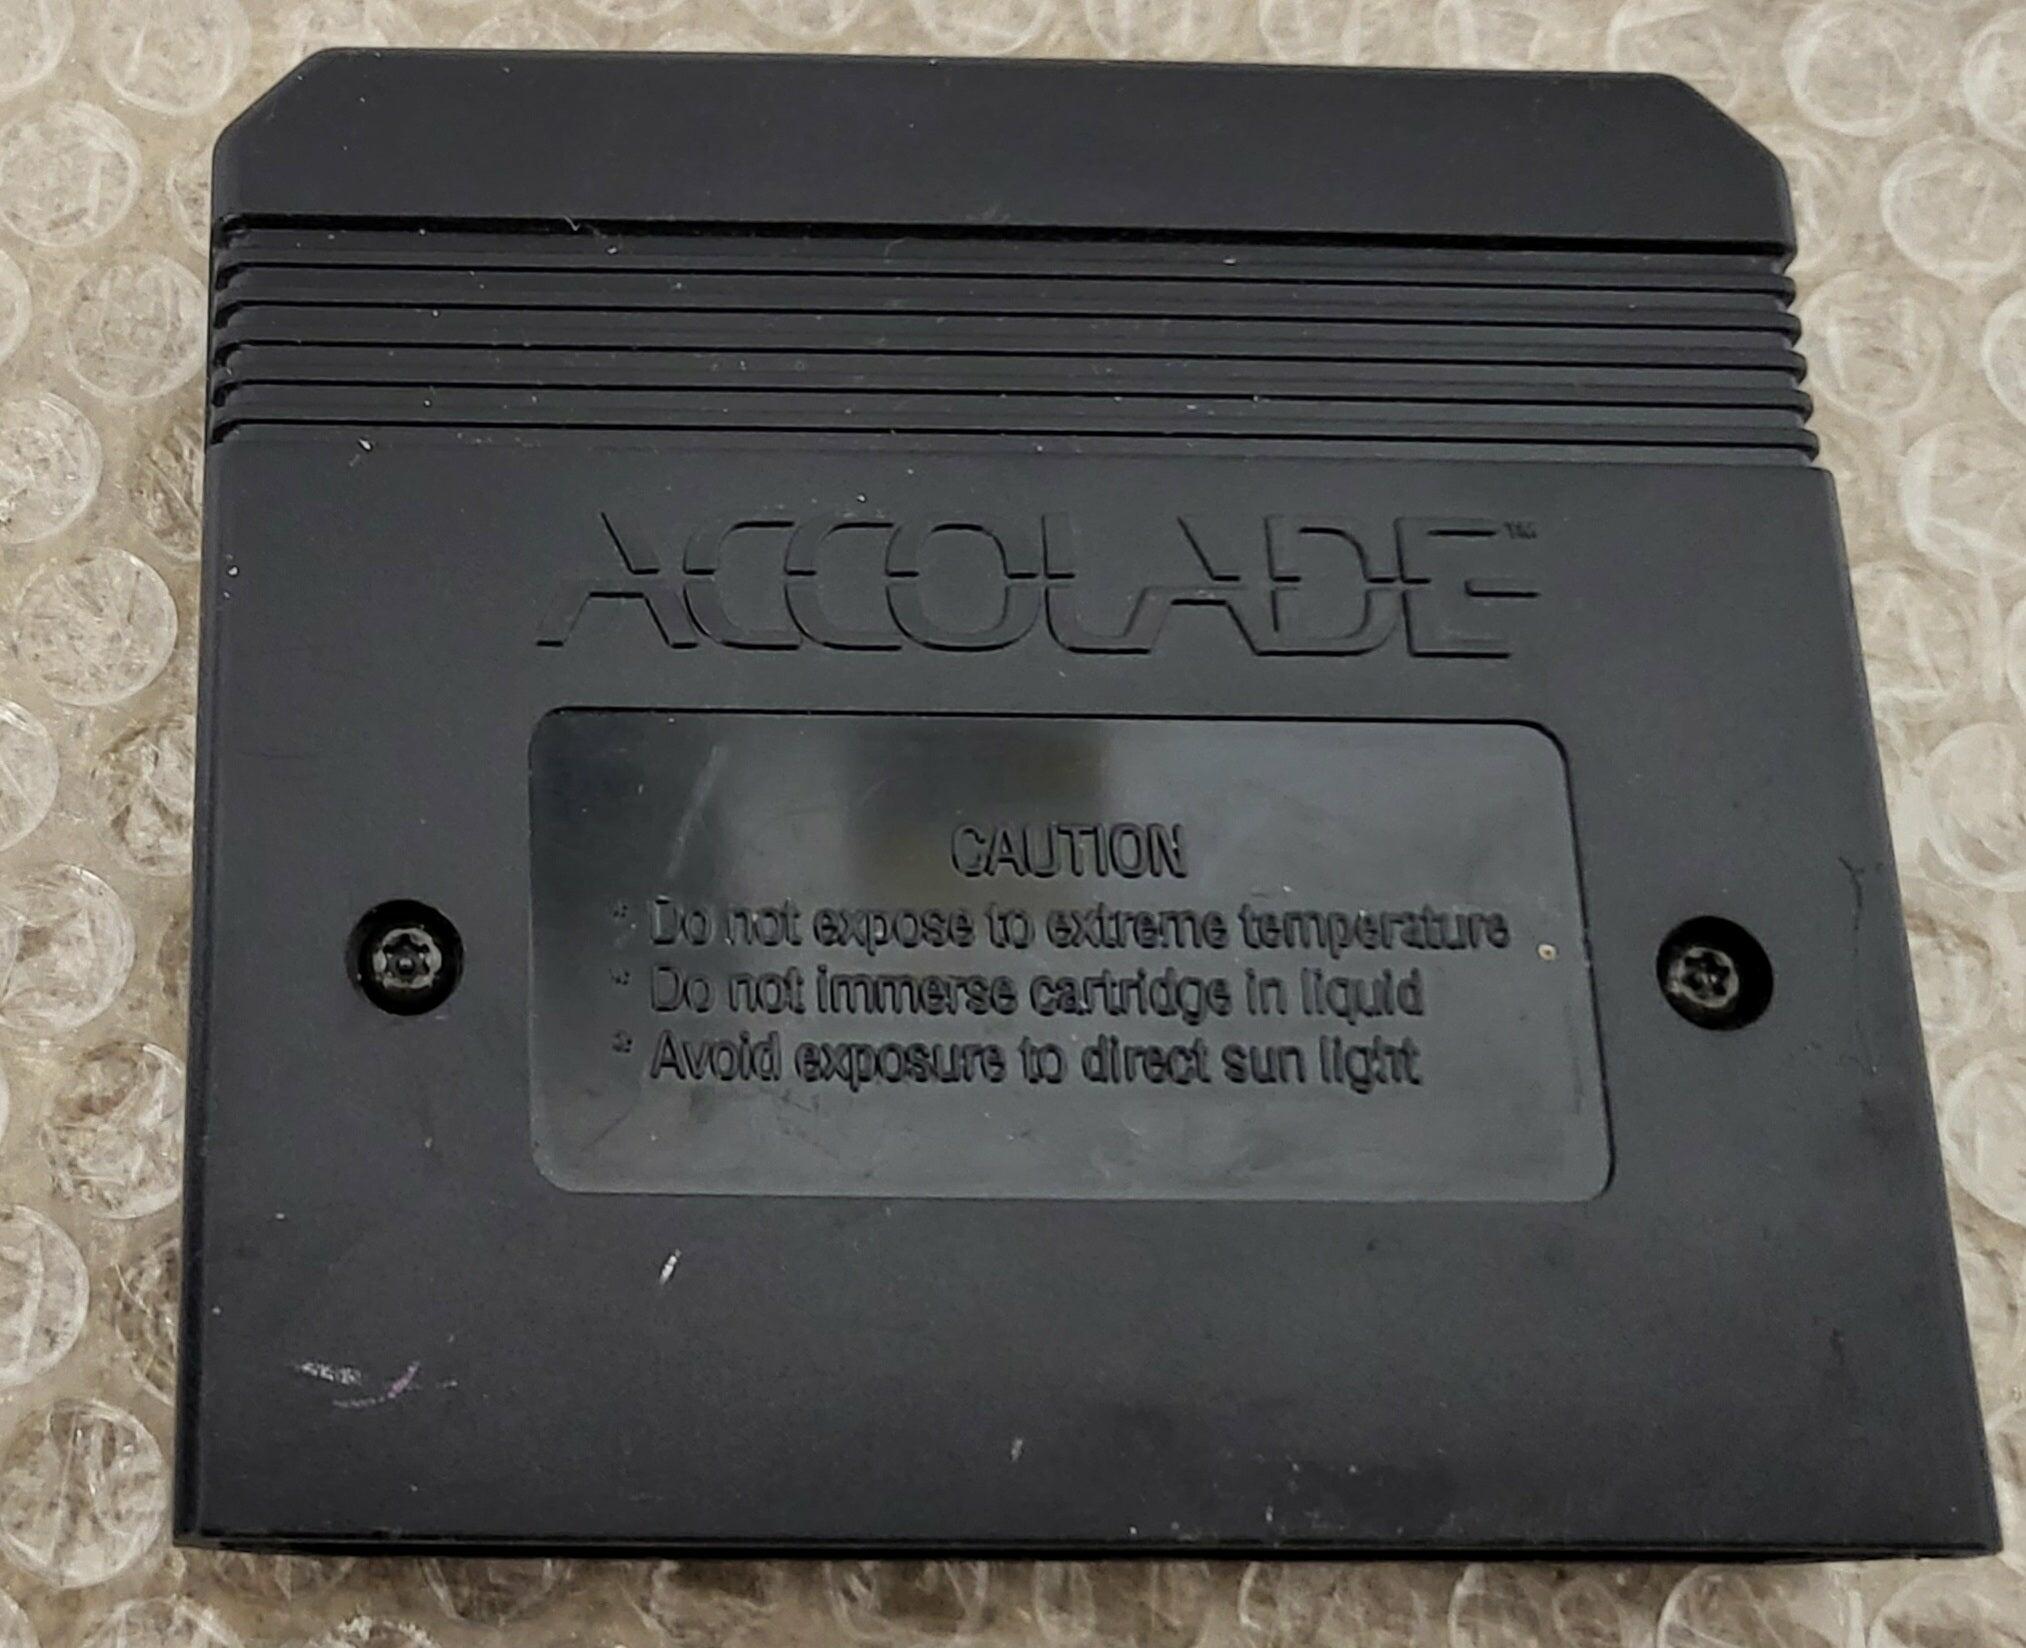 ACCOLADE™
CAUTION
* Do not expose to extreme temperature
* Do not immerse cartridge in liquid
* Avoid exposure to direct sun light